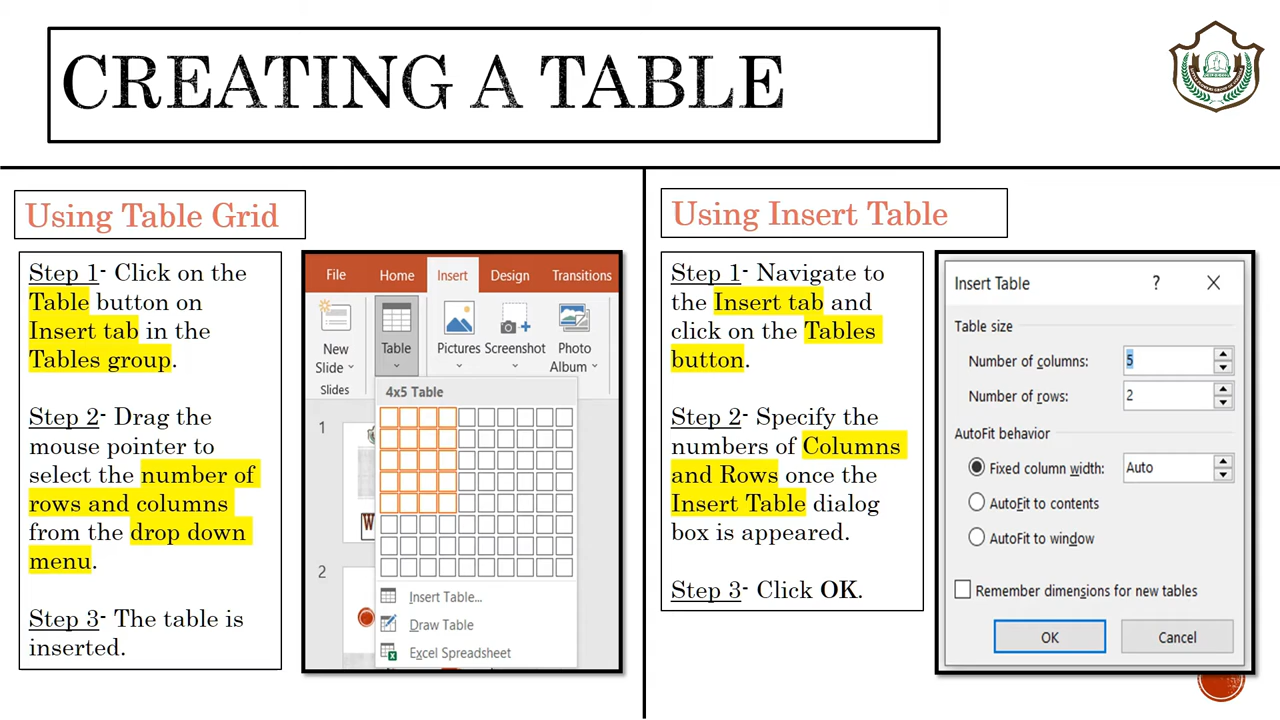 CREATING A TABLE
Using Table Grid
Step 1- Click on the
Table button on
Insert tab in the
Tables group.
Step 2- Drag the
mouse pointer to
select the number of
rows and columns
from the drop down
menu.
Step 3- The table is
inserted.
File Home Insert Design Transitions
New
Slide
Table
Pictures
Screenshot
Photo
Album
Slides
4x5 Table
1
W
2
Insert Table...
Draw Table
Excel Spreadsheet
Using Insert Table
Step 1- Navigate to
the Insert tab and
click on the Tables
button.
Step 2- Specify the
numbers of Columns
and Rows once the
Insert Table dialog
box is appeared.
Step 3- Click OK.
Insert Table ?
Table size
Number of columns: 5
Number of rows: 2
AutoFit behavior
Fixed column width: Auto
AutoFit to contents
AutoFit to window
Remember dimensions for new tables
OK Cancel